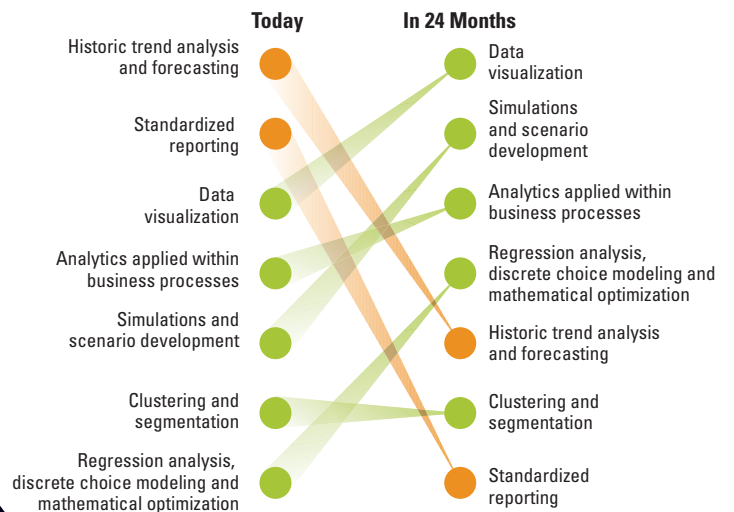 Today
In 24 Months
Historic trend analysis
and forecasting
Standardized
reporting
Data
visualization
Analytics applied within
business processes
Simulations and
scenario development
Clustering and
segmentation
Regression analysis,
discrete choice modeling and
mathematical optimization
Data
visualization
Simulations
and scenario
development
Analytics applied within
business processes
Regression analysis,
discrete choice modeling and
mathematical optimization
Historic trend analysis
and forecasting
Clustering and
segmentation
Standardized
reporting